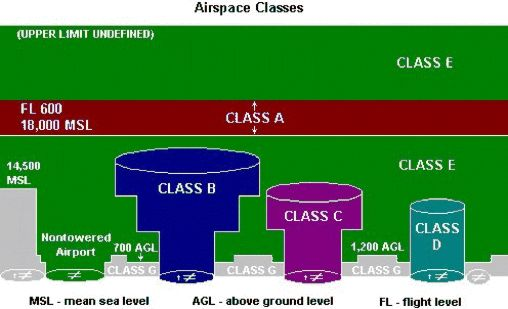 Airspace Classes
(UPPER LIMIT UNDEFINED)
CLASS E
FL 600
18,000 MSL
CLASS A
14,500
MSL
CLASS E
CLASS B
CLASS C
CLASS
D
Nontowered
Airport
700 AGL
1,200 AGL
CLASS G
CLASS G
MSL - mean sea level
AGL - above ground level
FL - flight level